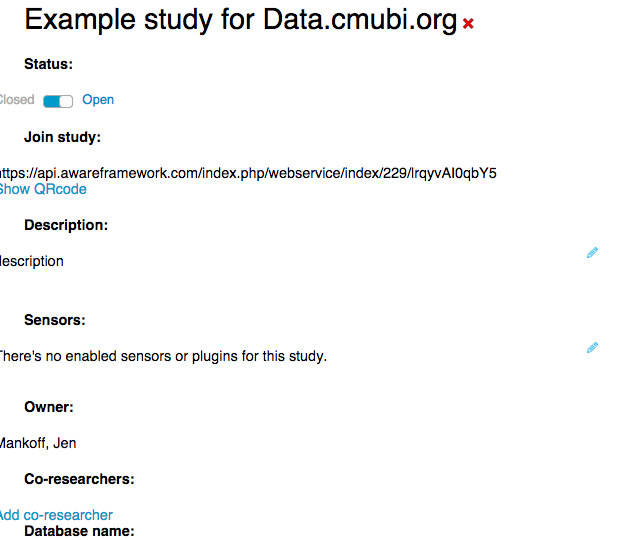 Example study for Data.cmubi.org
Status:
Closed Open
Join study:
https://api.awareframework.com/index.php/webservice/index/229/lrqyvAI0qbY5
Show QRcode
Description:
description
Sensors:
There's no enabled sensors or plugins for this study.
Owner:
Mankoff, Jen
Co-researchers:
Add co-researcher
Database name: